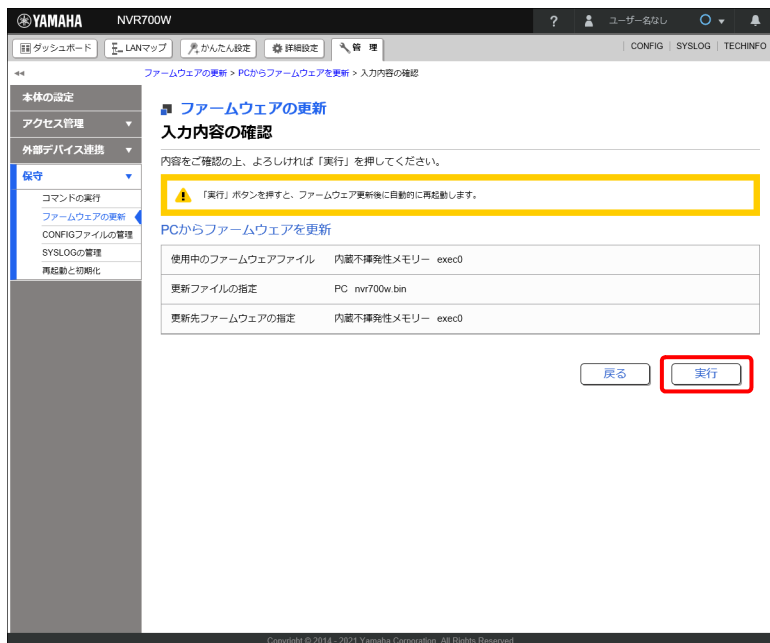 YAMAHA NVR700W ? ユーザー名なし
ダッシュボード LANマップ かんたん設定 詳細設定 管 理 CONFIG SYSLOG TECHINFO
ファームウェアの更新 > PCからファームウェアを更新 > 入力内容の確認
本体の設定
アクセス管理
外部デバイス連携
保守
コマンドの実行
ファームウェアの更新
CONFIGファイルの管理
SYSLOGの管理
再起動と初期化
ファームウェアの更新
入力内容の確認
内容をご確認の上、よろしければ「実行」を押してください。
「実行」ボタンを押すと、ファームウェア更新後に自動的に再起動します。
PCからファームウェアを更新
使用中のファームウェアファイル 内蔵不揮発性メモリー exec0
更新ファイルの指定 PC nvr700w.bin
更新先ファームウェアの指定 内蔵不揮発性メモリー exec0
戻る 実行
Copyright © 2014 - 2021 Yamaha Corporation. All Rights Reserved.